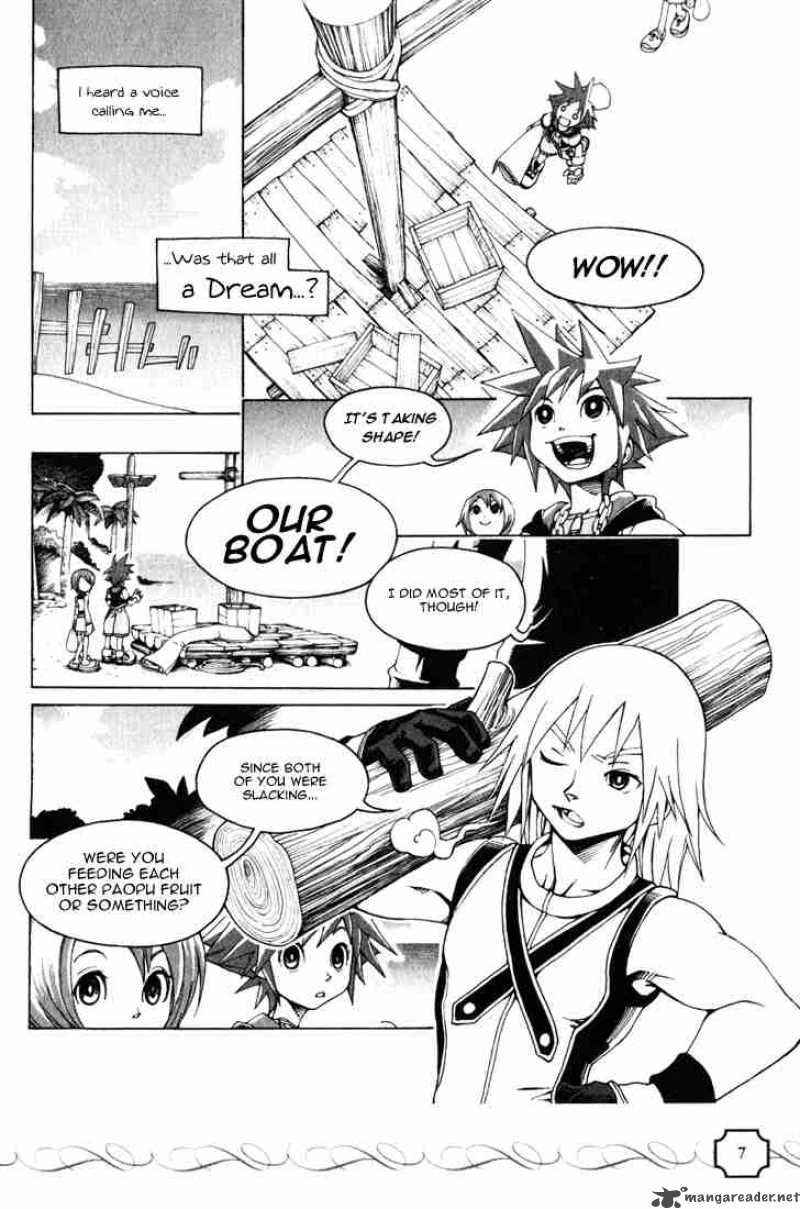 I heard a voice
calling me...
...Was that all
a Dream...?
WOW!!
IT'S TAKING
SHAPE!
OUR
BOAT!
I DID MOST OF IT,
THOUGH!
SINCE BOTH
OF YOU WERE
SLACKING...
WERE YOU
FEEDING EACH
OTHER PAOPU FRUIT
OR SOMETHING?
7
mangareader.net